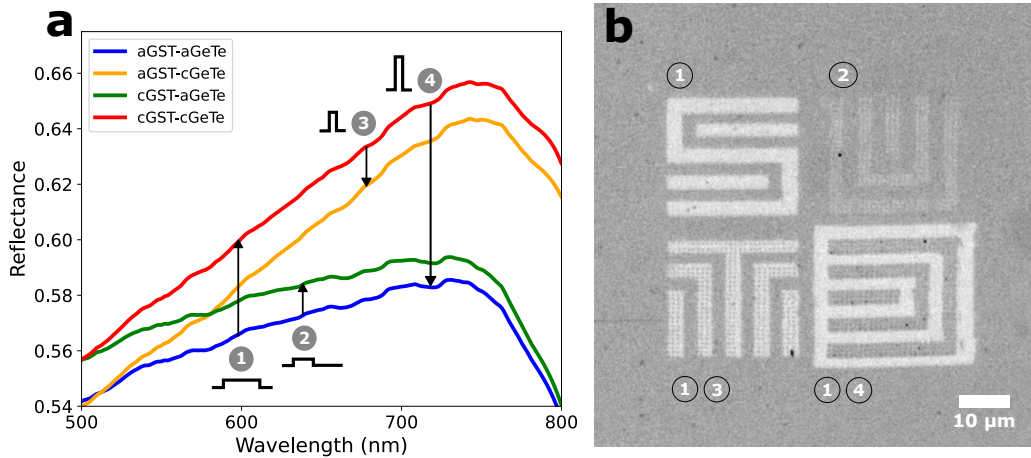 a
aGST-aGeTe
aGST-cGeTe
cGST-aGeTe
cGST-cGeTe
0.66
0.64
0.62
0.60
0.58
0.56
0.54
Reflectance
500
600
700
800
Wavelength (nm)
1
2
3
4
b
1
2
1 3
1 4
10 μm